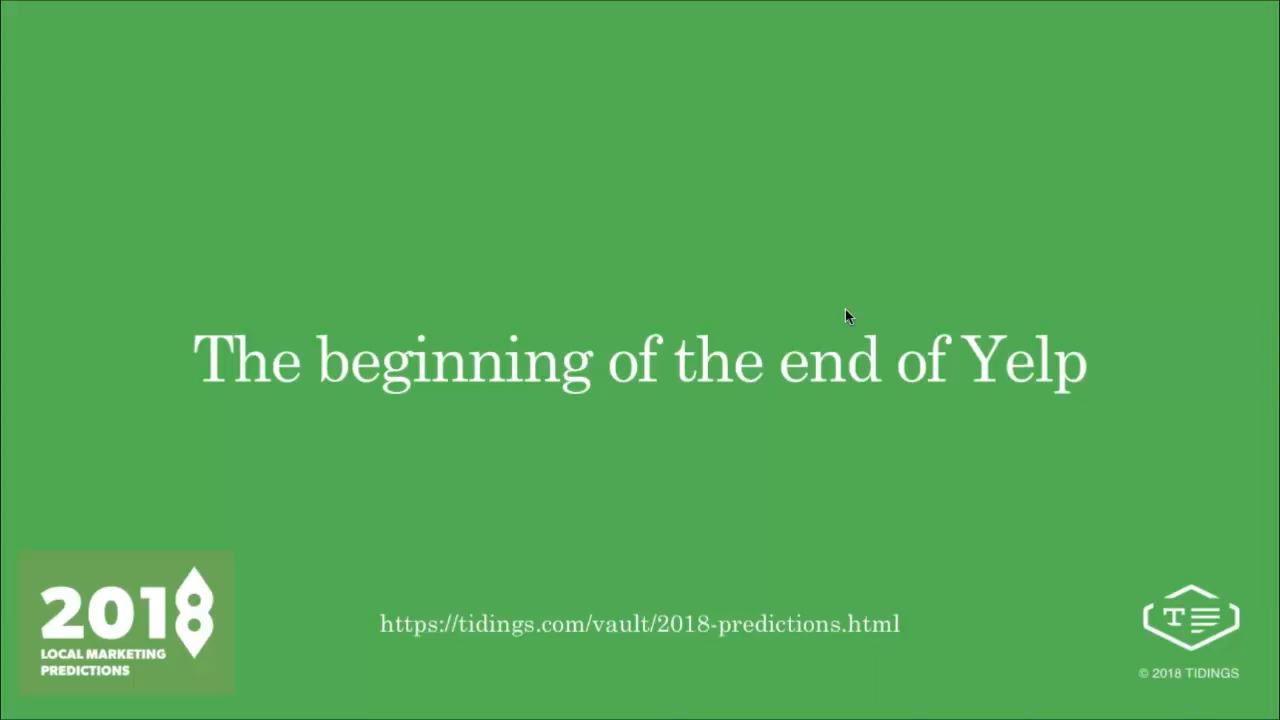 The beginning of the end of Yelp
2018
LOCAL MARKETING
PREDICTIONS
https://tidings.com/vault/2018-predictions.html
T
© 2018 TIDINGS